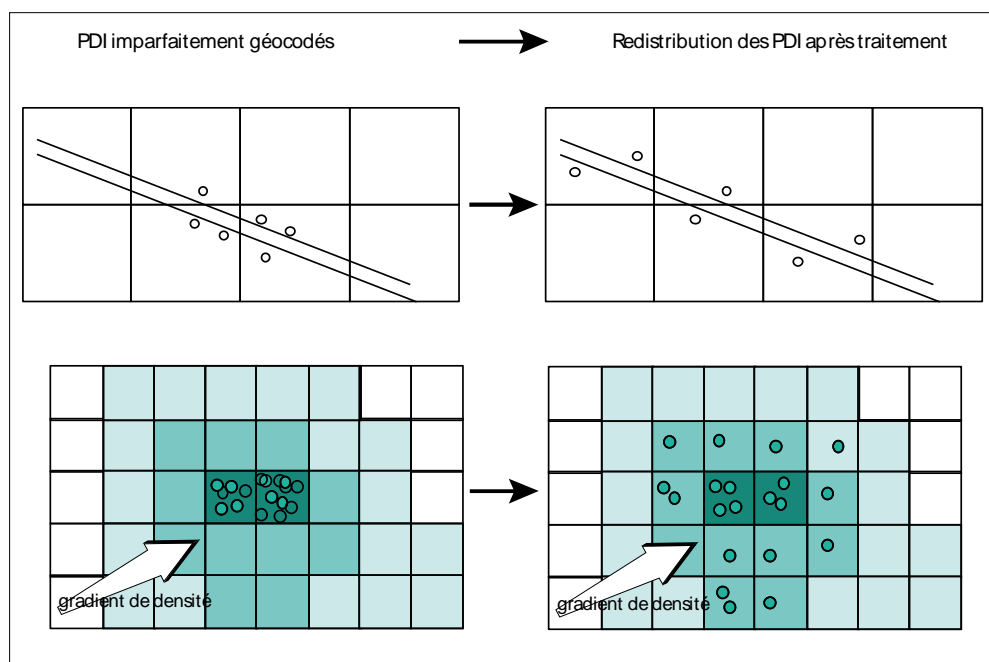 PDI imparfaitement géocodés
Redistribution des PDI après traitement
gradient de densité
gradient de densité